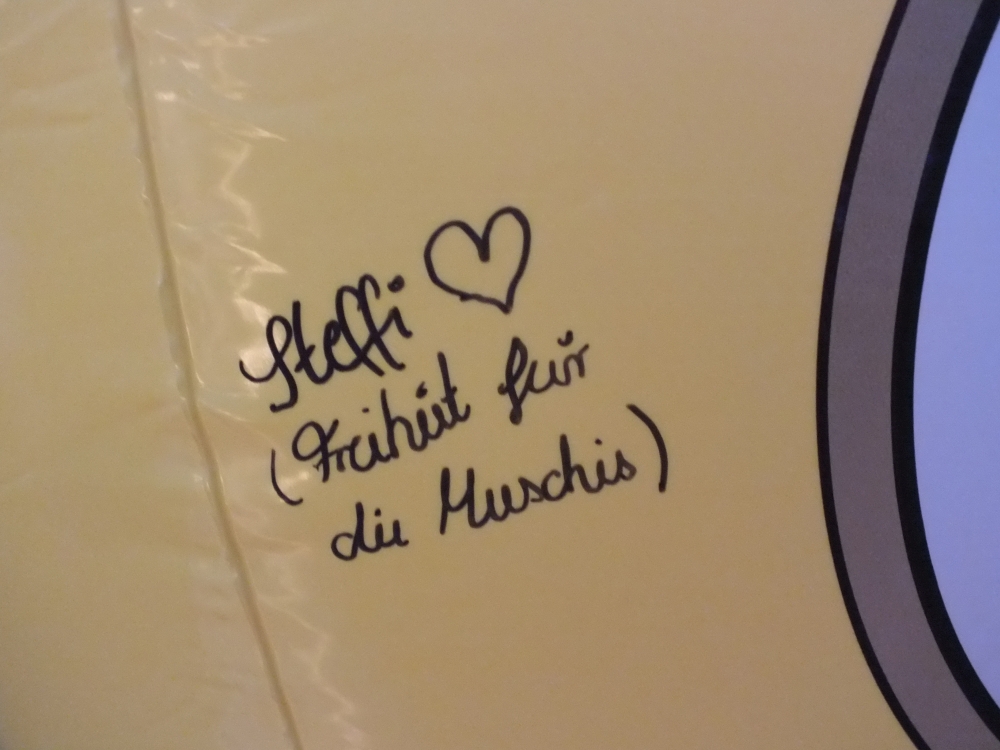 Steffi ♡
(Freiheit für
die Muschis)